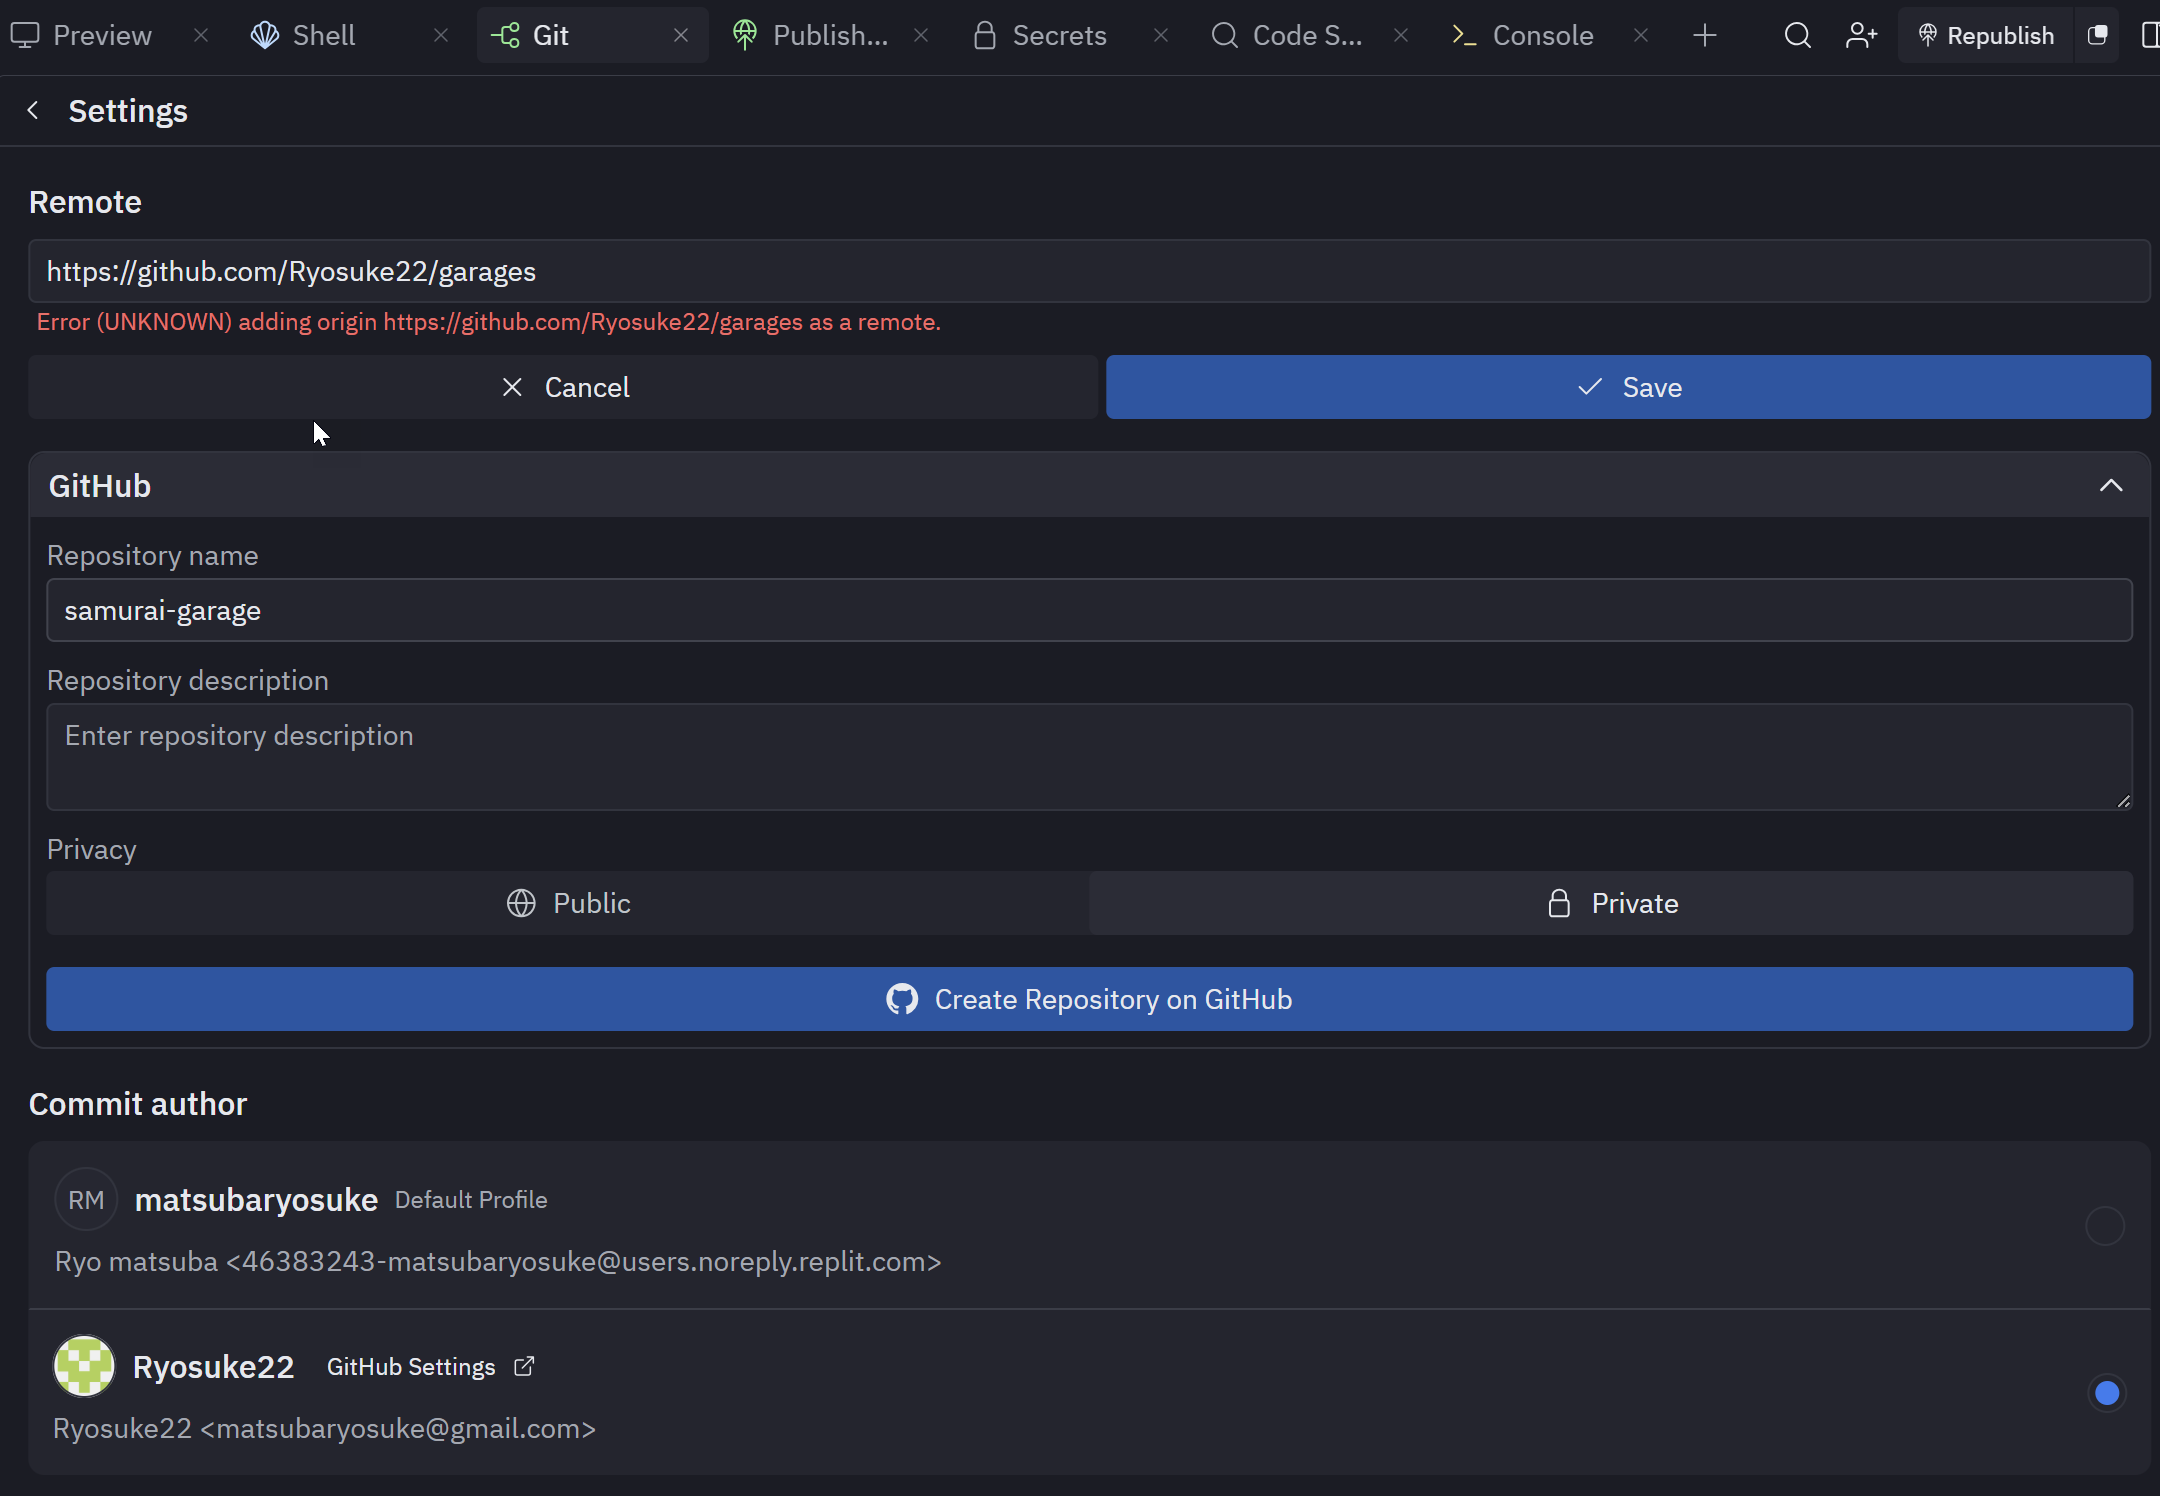 Preview
Shell
Git
Publish...
Secrets
Code S...
Console
Republish
Settings
Remote
https://github.com/Ryosuke22/garages
Error (UNKNOWN) adding origin https://github.com/Ryosuke22/garages as a remote.
Cancel
Save
GitHub
Repository name
samurai-garage
Repository description
Enter repository description
Privacy
Public
Private
Create Repository on GitHub
Commit author
RM matsubaryosuke Default Profile
Ryo matsuba <46383243-matsubaryosuke@users.noreply.replit.com>
Ryosuke22 GitHub Settings
Ryosuke22 <matsubaryosuke@gmail.com>